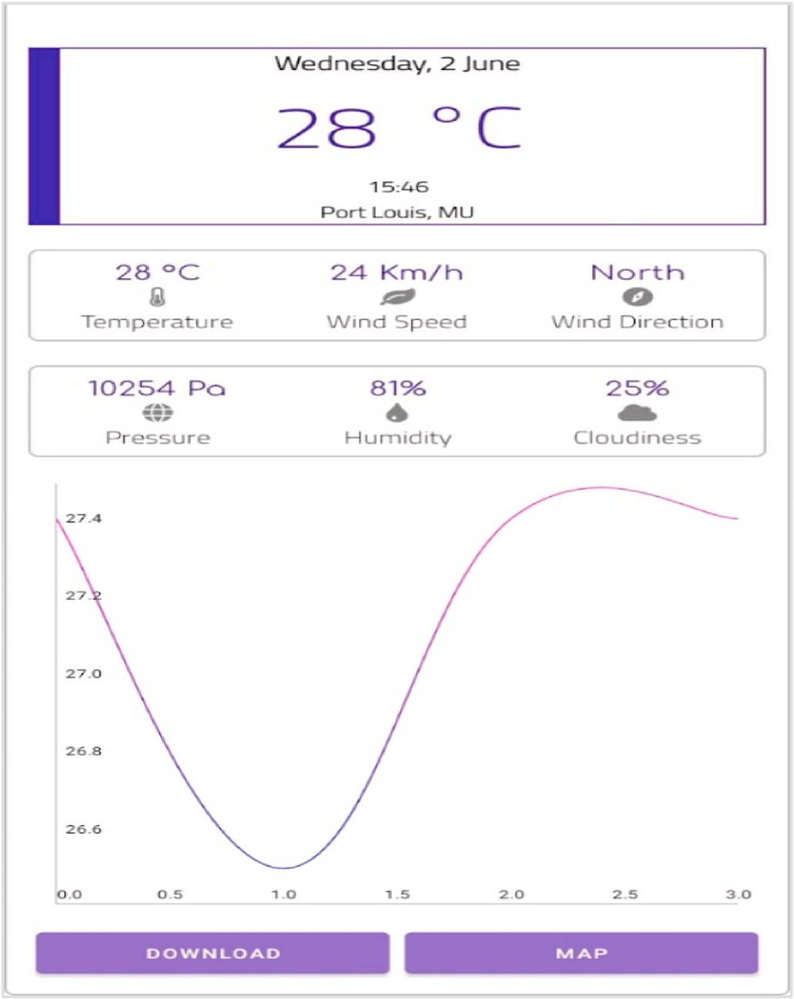 Wednesday, 2 June
28 °C
15:46
Port Louis, MU
28 °C 24 Km/h North
Temperature Wind Speed Wind Direction
10254 Pa 81% 25%
Pressure Humidity Cloudiness
27.4
27.2
27.0
26.8
26.6
0.0 0.5 1.0 1.5 2.0 2.5 3.0
DOWNLOAD MAP